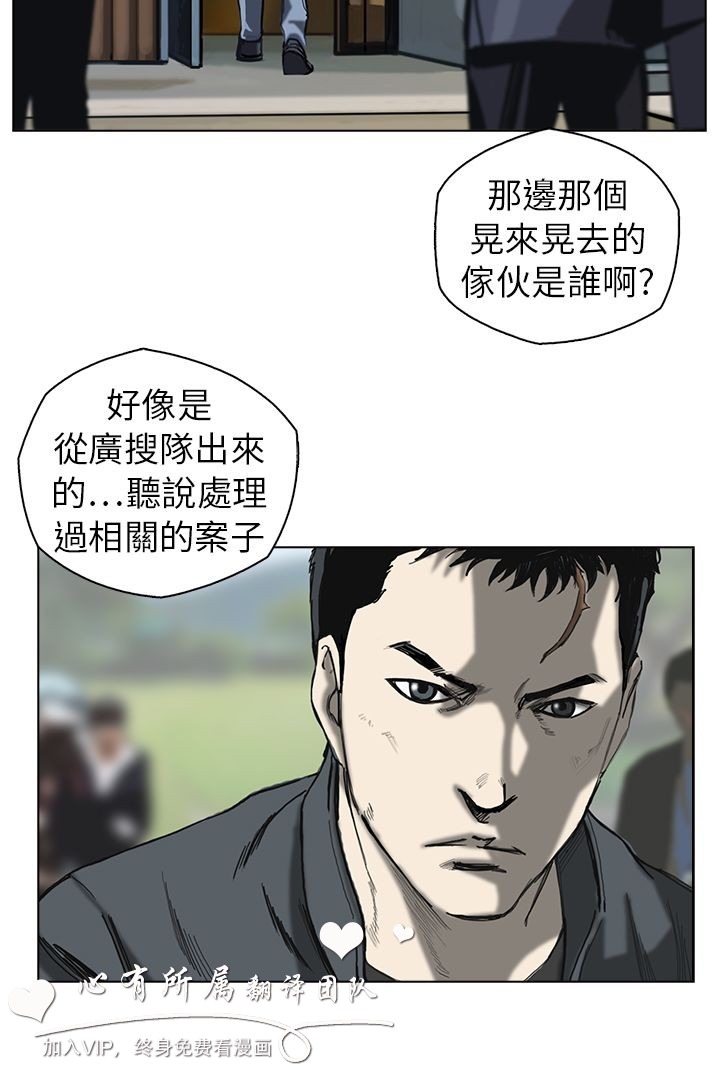 那邊那個
晃來晃去的
傢伙是誰啊?
好像是
從廣搜隊出來
的...聽說處理
過相關的案子
心有所属翻译团队
加入VIP，终身免费看漫画